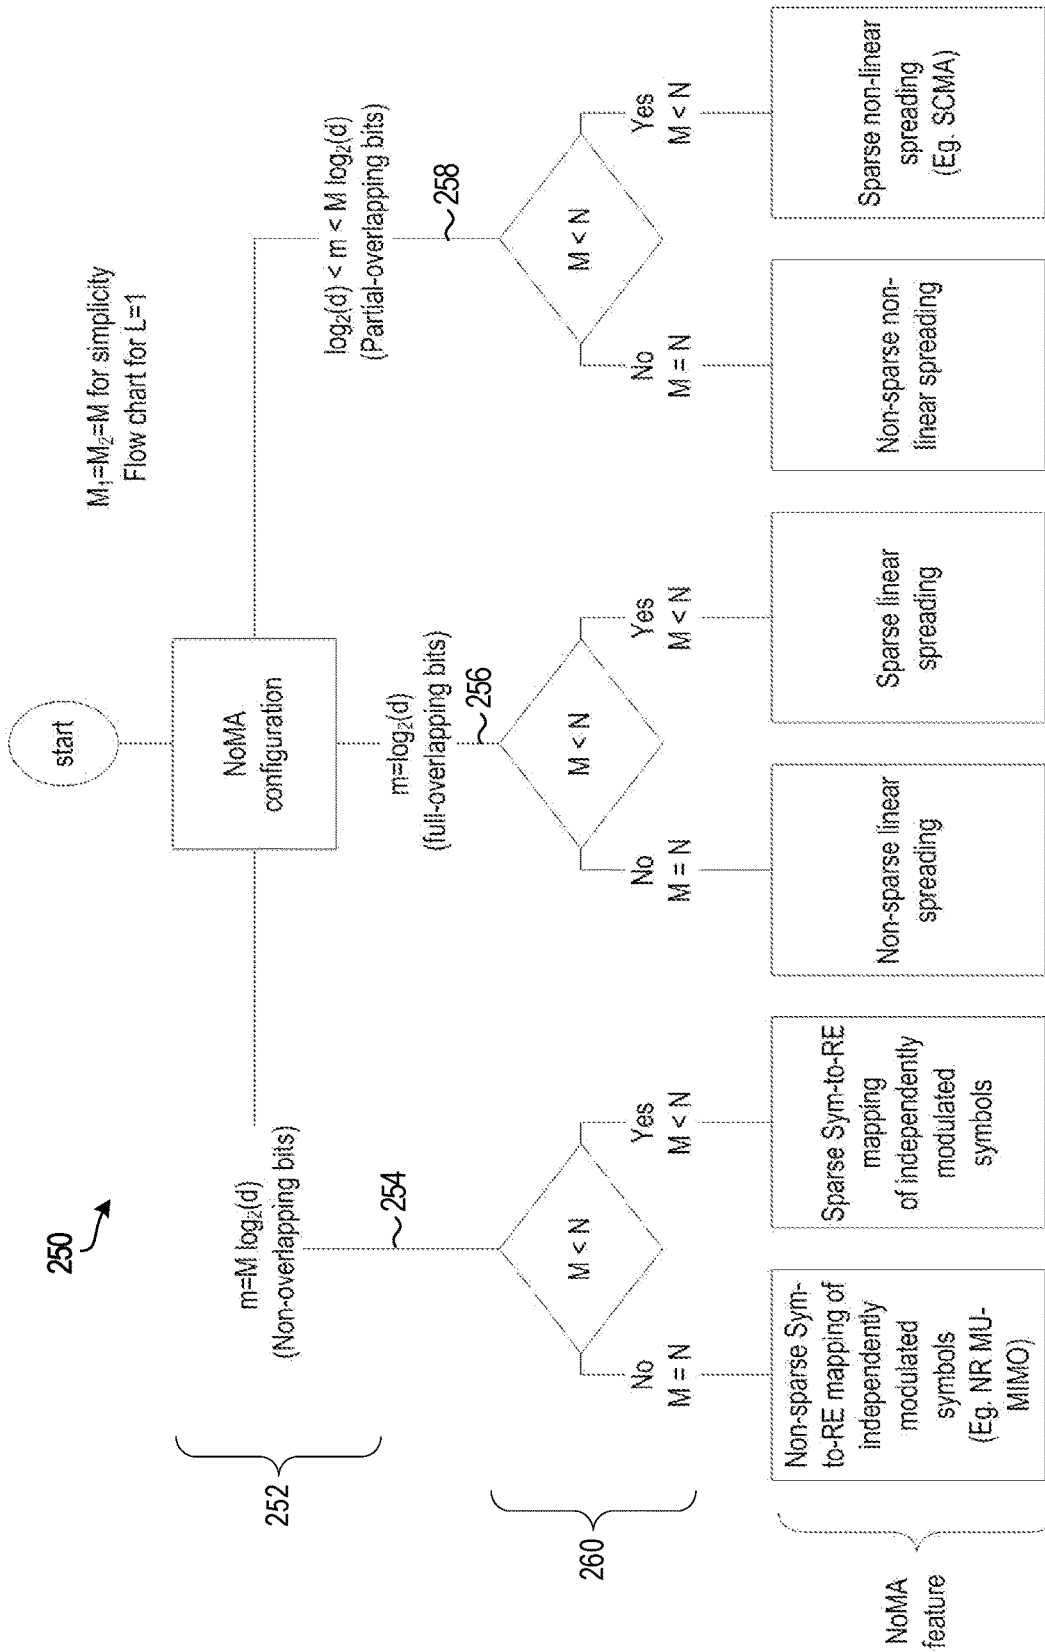 250
M₁=M₂=M for simplicity
Flow chart for L=1
start
NoMA
configuration
252
m=M log₂(d)
(Non-overlapping bits)
254
m=log₂(d)
(full-overlapping bits)
256
log₂(d) < m < M log₂(d)
(Partial-overlapping bits)
258
260
M < N
No
M = N
Yes
M < N
M < N
No
M = N
Yes
M < N
M < N
No
M = N
Yes
M < N
NoMA
feature
Non-sparse Sym-
to-RE mapping of
independently
modulated
symbols
(Eg. NR MU-
MIMO)
Sparse Sym-to-RE
mapping
of independently
modulated
symbols
Non-sparse linear
spreading
Sparse linear
spreading
Non-sparse non-
linear spreading
Sparse non-linear
spreading
(Eg. SCMA)